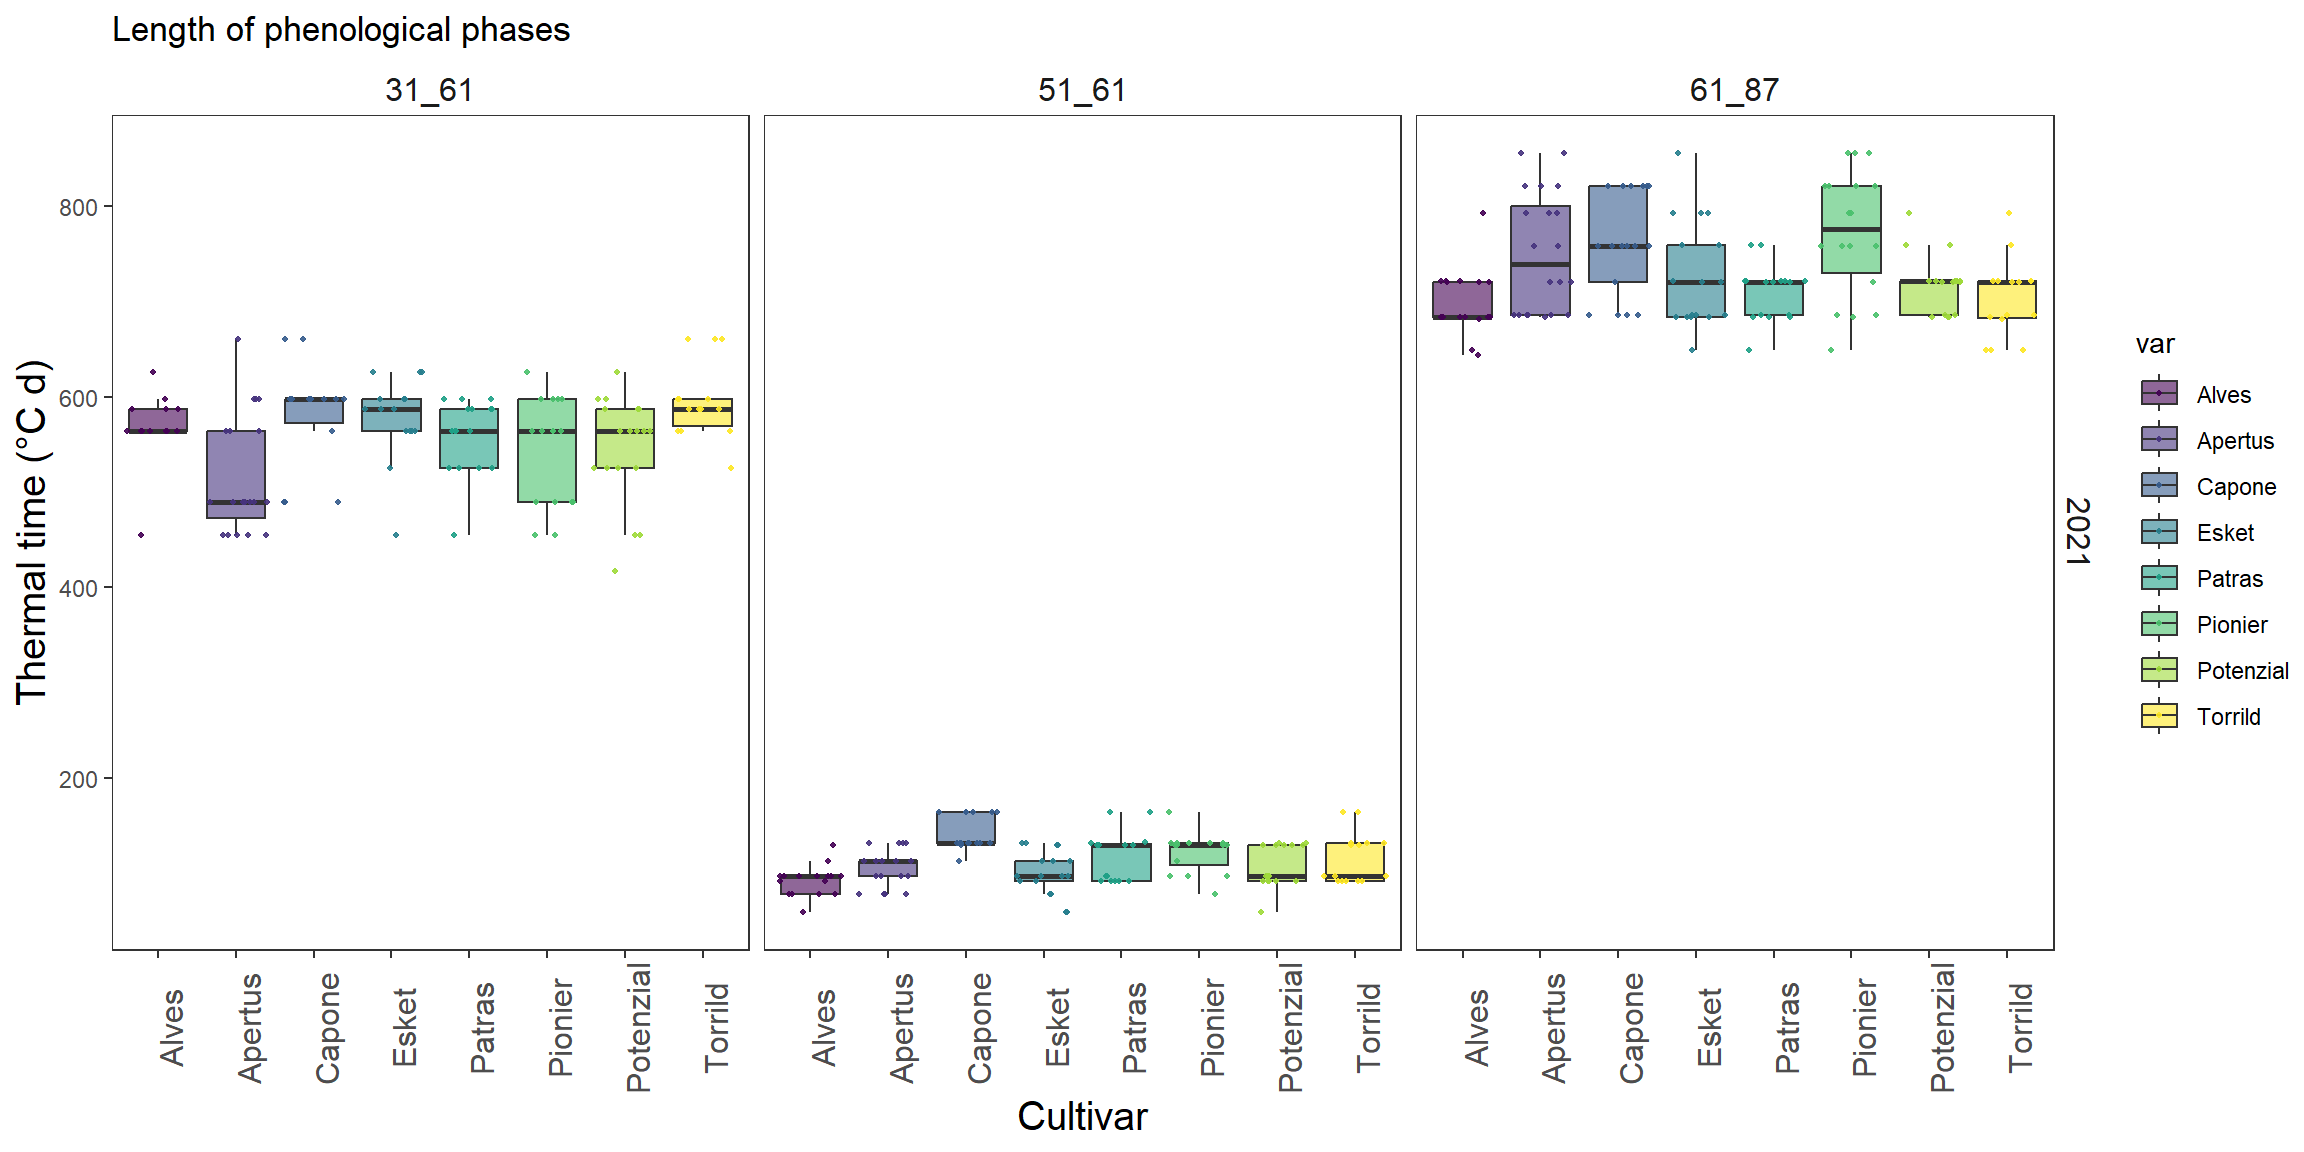 Length of phenological phases
31_61
51_61
61_87
Thermal time (°C d)
800
600
400
200
2021
Alves
Apertus
Capone
Esket
Patras
Pionier
Potenzial
Torrild
Alves
Apertus
Capone
Esket
Patras
Pionier
Potenzial
Torrild
Alves
Apertus
Capone
Esket
Patras
Pionier
Potenzial
Torrild
Cultivar
var
Alves
Apertus
Capone
Esket
Patras
Pionier
Potenzial
Torrild